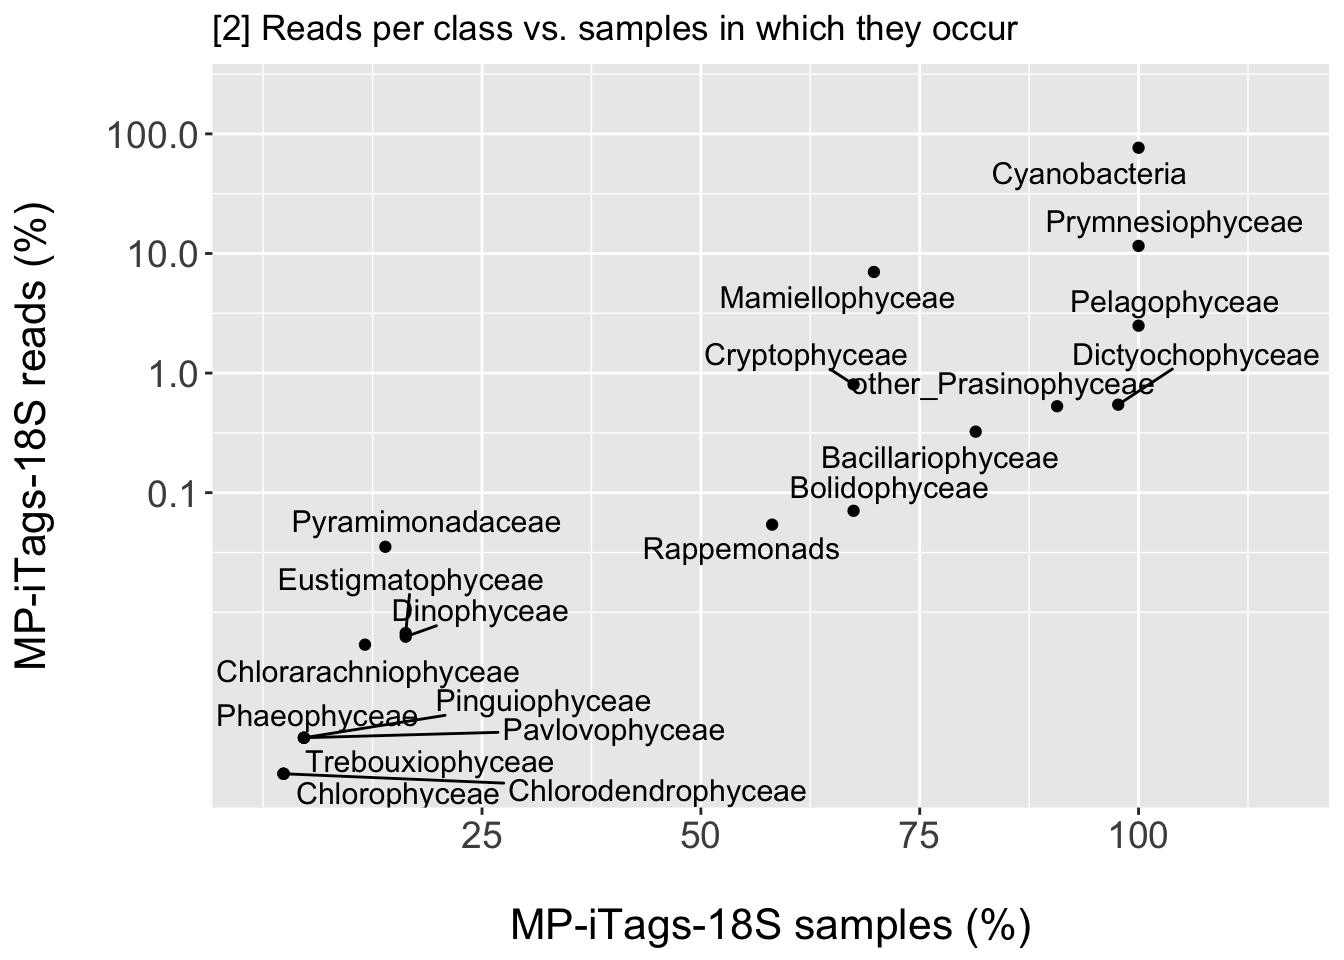 [2] Reads per class vs. samples in which they occur
MP-iTags-18S reads (%)
100.0
10.0
1.0
0.1
Cyanobacteria
Prymnesiophyceae
Mamiellophyceae
Pelagophyceae
Cryptophyceae
Dictyochophyceae
other_Prasinophyceae
Bacillariophyceae
Bolidophyceae
Pyramimonadaceae
Rappemonads
Eustigmatophyceae
Dinophyceae
Chlorarachniophyceae
Pinguiophyceae
Phaeophyceae
Pavlovophyceae
Trebouxiophyceae
Chlorophyceae
Chlorodendrophyceae
25 50 75 100
MP-iTags-18S samples (%)